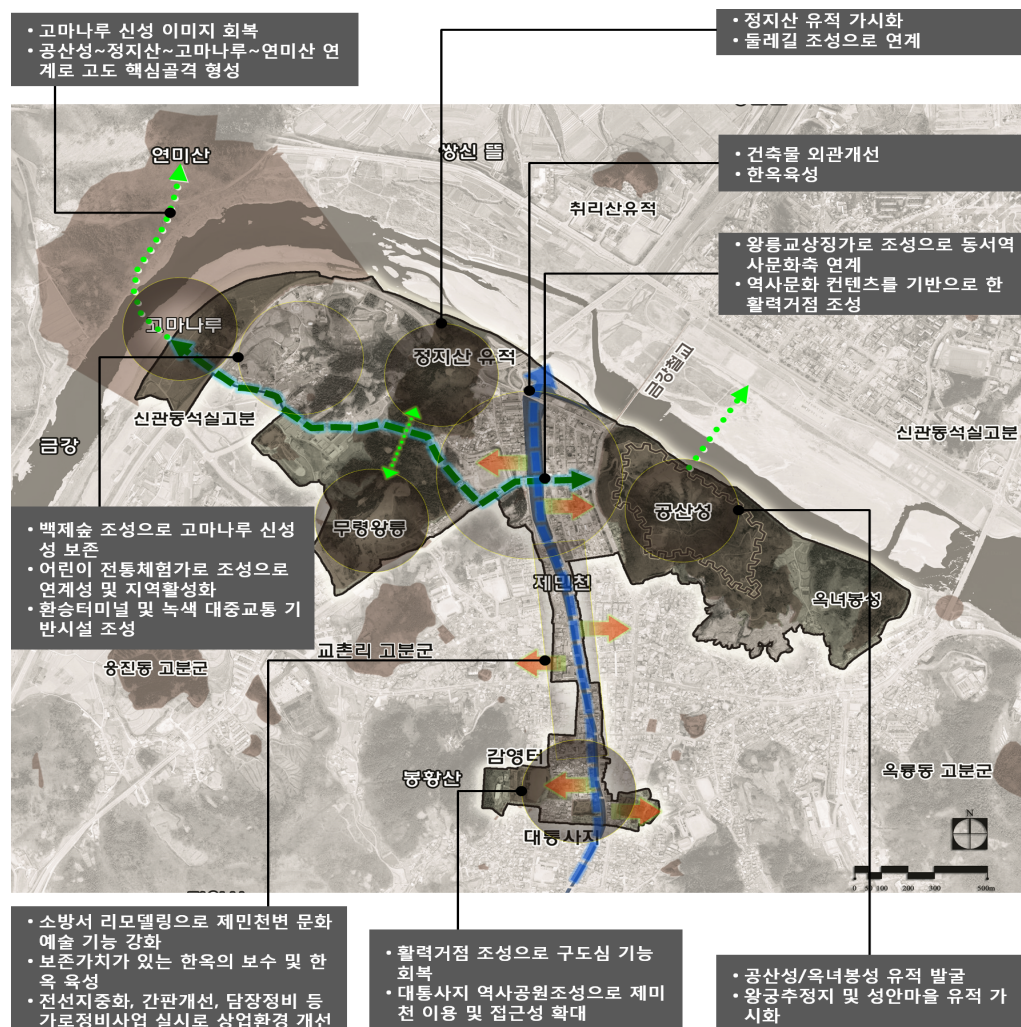 • 고마나루 신성 이미지 회복
• 공산성~정지산~고마나루~연미산 연
계로 고도 핵심골격 형성
• 정지산 유적 가시화
• 둘레길 조성으로 연계
• 건축물 외관개선
• 한옥육성
• 왕릉교상징가로 조성으로 동서역
사문화축 연계
• 역사문화 컨텐츠를 기반으로 한
활력거점 조성
연미산
쌍신 뜰
취리산유적
고마나루
정지산 유적
금강철교
신관동석실고분
신관동석실고분
금강
무령왕릉
공산성
제민천
옥녀봉성
• 백제숲 조성으로 고마나루 신성
성 보존
• 어린이 전통체험가로 조성으로
연계성 및 지역활성화
• 환승터미널 및 녹색 대중교통 기
반시설 조성
교촌리 고분군
웅진동 고분군
감영터
봉황산
옥룡동 고분군
대통사지
N
0 50 100 200 300 500m
• 소방서 리모델링으로 제민천변 문화
예술 기능 강화
• 보존가치가 있는 한옥의 보수 및 한
옥 육성
• 전선지중화, 간판개선, 담장정비 등
가로정비사업 실시로 상업환경 개선
• 활력거점 조성으로 구도심 기능
회복
• 대통사지 역사공원조성으로 제미
천 이용 및 접근성 확대
• 공산성/옥녀봉성 유적 발굴
• 왕궁추정지 및 성안마을 유적 가
시화